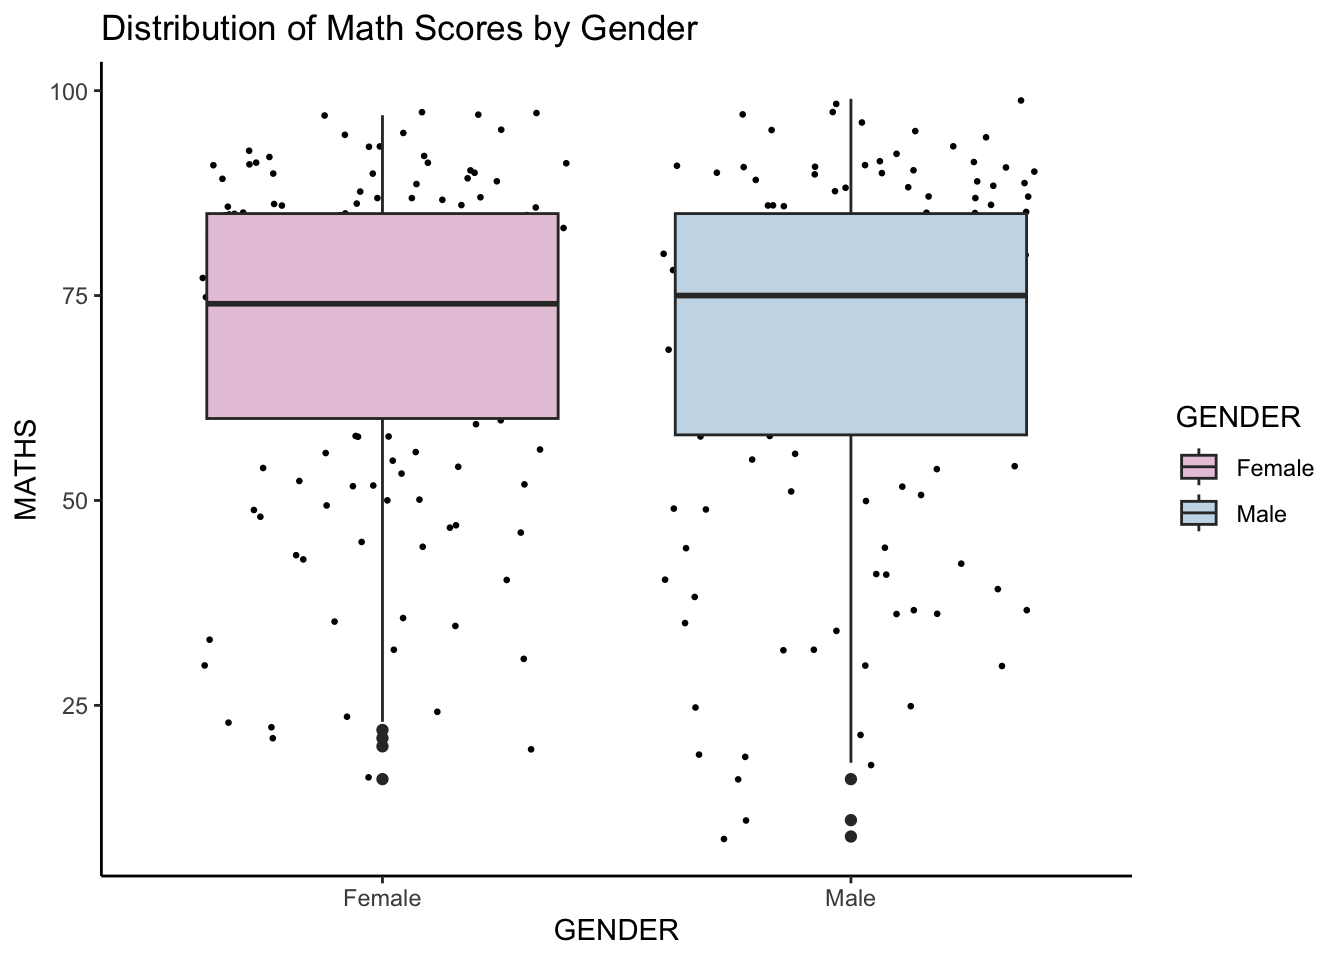 Distribution of Math Scores by Gender
100
75
50
25
MATHS
Female
Male
GENDER
GENDER
Female
Male